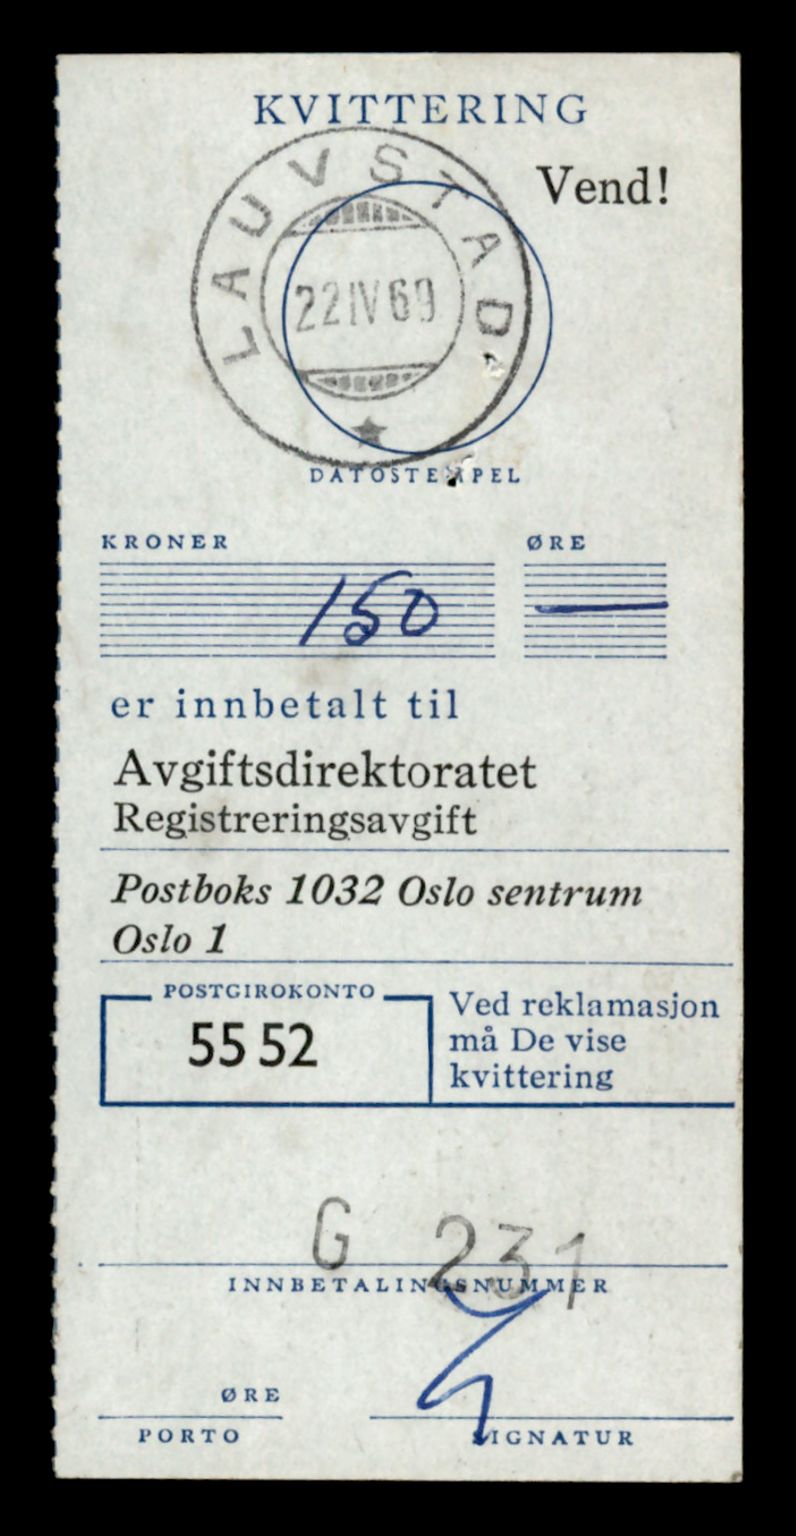 KVITTERING
Vend!
LAUVSTAD
22 IV 69
DATOSTEMPEL
KRONER ØRE
150 —
er innbetalt til
Avgiftsdirektoratet
Registreringsavgift
Postboks 1032 Oslo sentrum
Oslo 1
POSTGIROKONTO
55 52
Ved reklamasjon
må De vise
kvittering
G 231
INNBETALINGSNUMMER
ØRE
PORTO
SIGNATUR